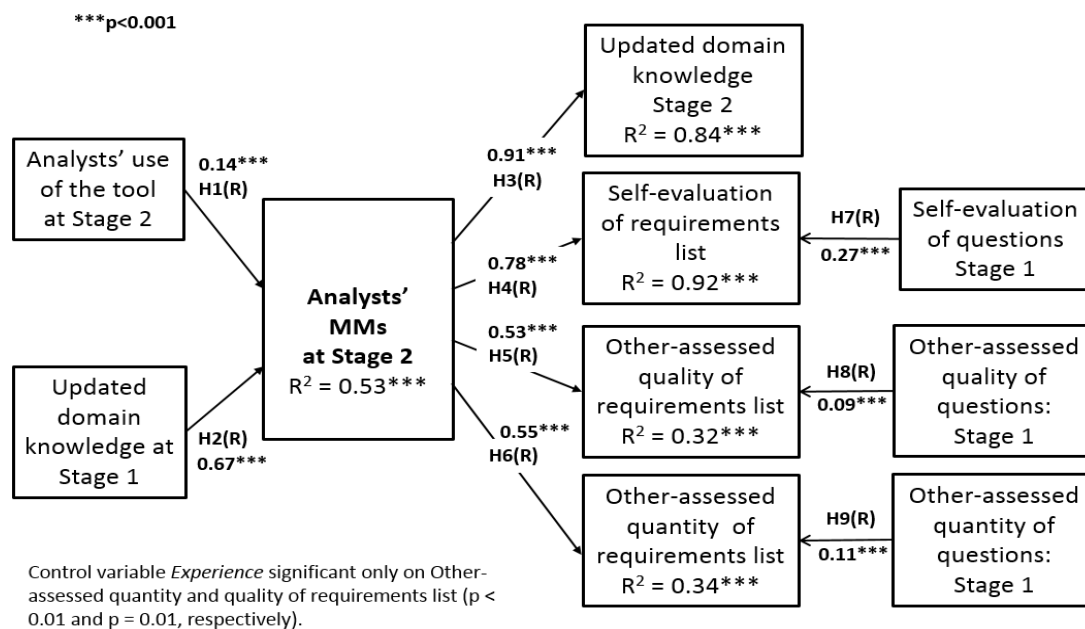 ***p<0.001
Updated domain
knowledge
Stage 2
R² = 0.84***
Analysts' use
of the tool
at Stage 2
0.14***
H1(R)
0.91***
H3(R)
Self-evaluation
of requirements
list
R² = 0.92***
H7(R)
0.27***
Self-evaluation
of questions
Stage 1
Analysts'
MMs
at Stage 2
R² = 0.53***
0.78***
H4(R)
0.53***
H5(R)
Other-assessed
quality of
requirements list
R² = 0.32***
H8(R)
0.09***
Other-assessed
quality of
questions:
Stage 1
Updated
domain
knowledge at
Stage 1
H2(R)
0.67***
0.55***
H6(R)
Other-assessed
quantity of
requirements list
R² = 0.34***
H9(R)
0.11***
Other-assessed
quantity of
questions:
Stage 1
Control variable Experience significant only on Other-
assessed quantity and quality of requirements list (p <
0.01 and p = 0.01, respectively).